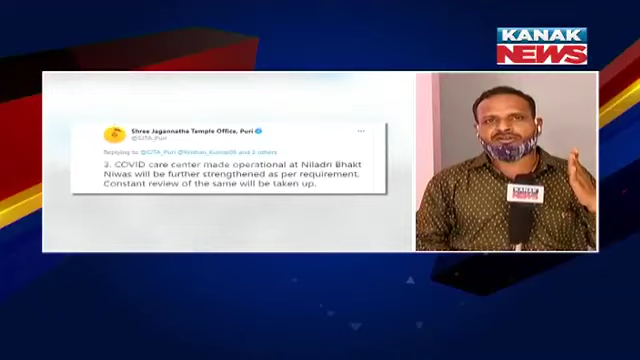 KANAK
NEWS
Shree Jagannatha Temple Office, Puri
@SJTA_Puri
Replying to @SJTA_Puri and 2 others
3. COVID care center made operational at Niladri Bhakt
Niwas will be further strengthened as per requirement.
Constant review of the same will be taken up.
KANAK
NEWS